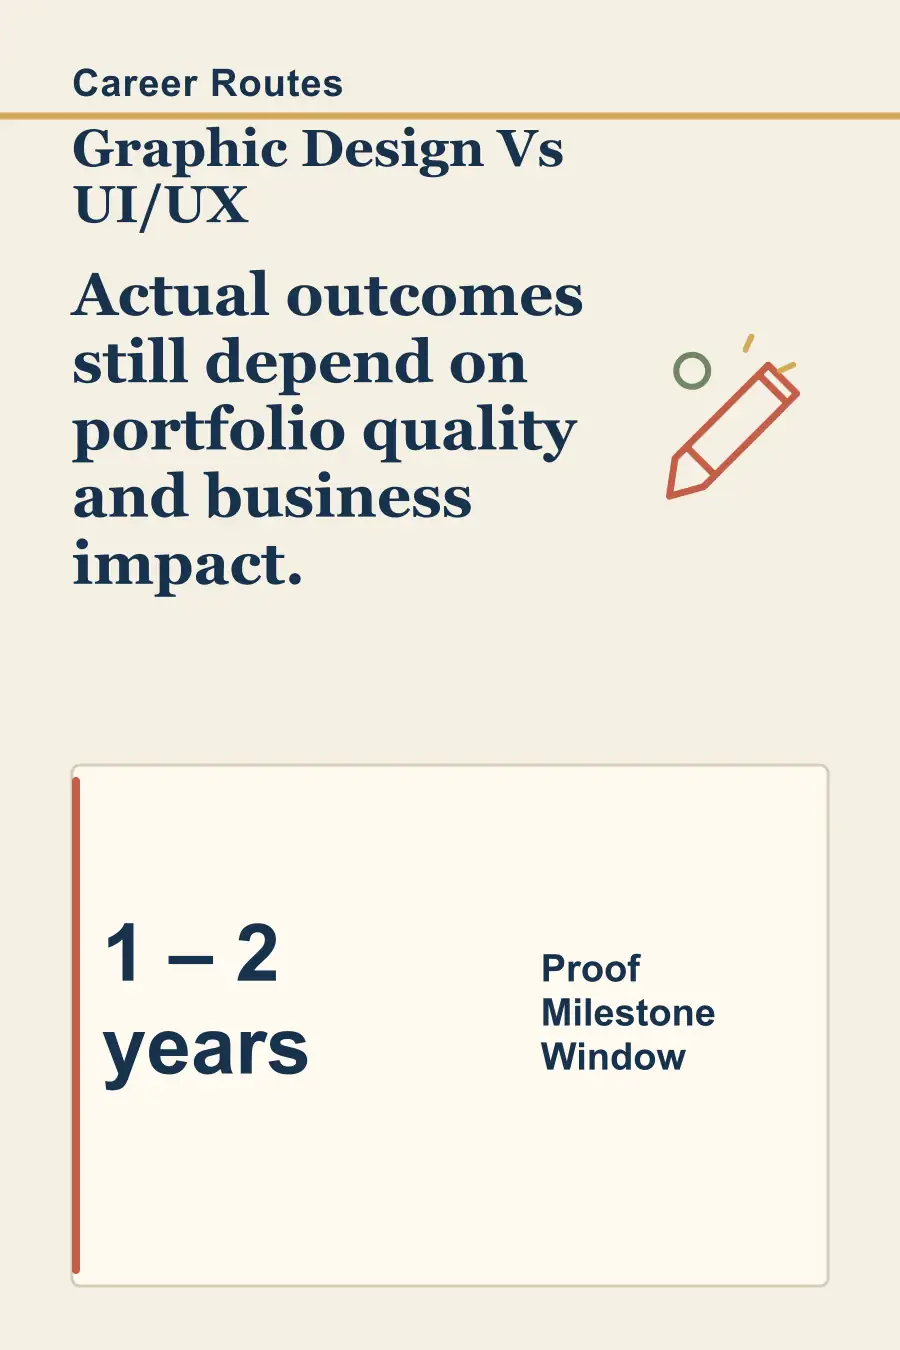 Career Routes
Graphic Design Vs
UI/UX
Actual outcomes
still depend on
portfolio quality
and business
impact.
1 – 2
years
Proof
Milestone
Window